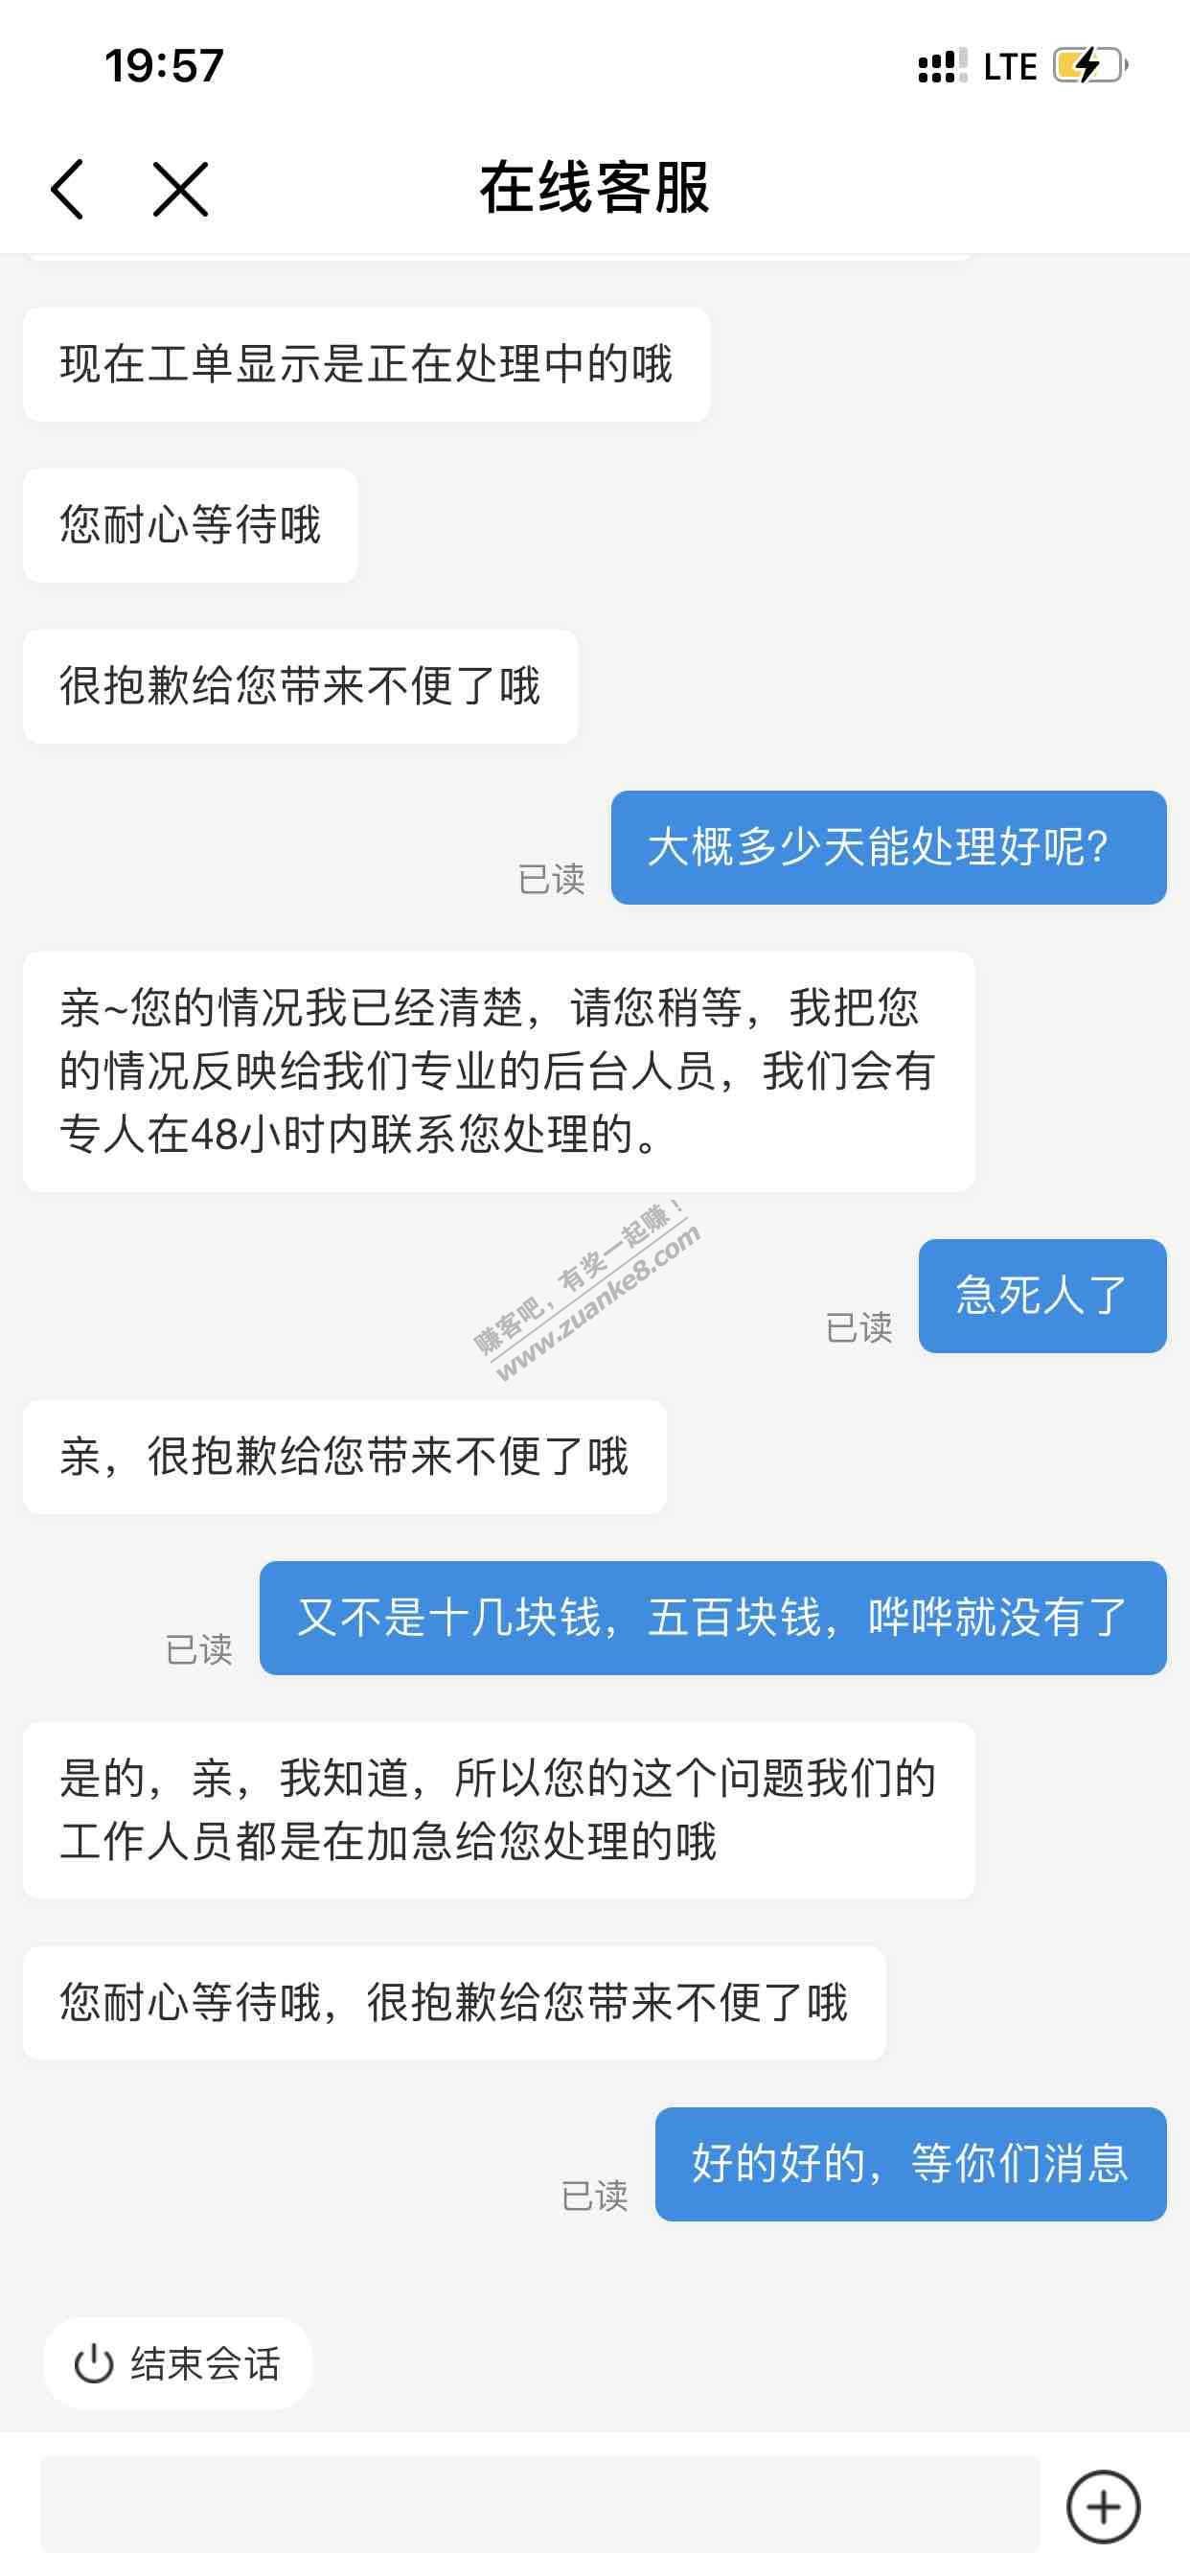 19:57
LTE
在线客服
现在工单显示是正在处理中的哦
您耐心等待哦
很抱歉给您带来不便了哦
大概多少天能处理好呢?
已读
亲~您的情况我已经清楚，请您稍等，我把您
的情况反映给我们专业的后台人员，我们会有
专人在48小时内联系您处理的。
赚客吧，有奖一起赚！
www.zuanke8.com
急死人了
已读
亲，很抱歉给您带来不便了哦
又不是十几块钱，五百块钱，哗哗就没有了
已读
是的，亲，我知道，所以您的这个问题我们的
工作人员都是在加急给您处理的哦
您耐心等待哦，很抱歉给您带来不便了哦
好的好的，等你们消息
已读
结束会话